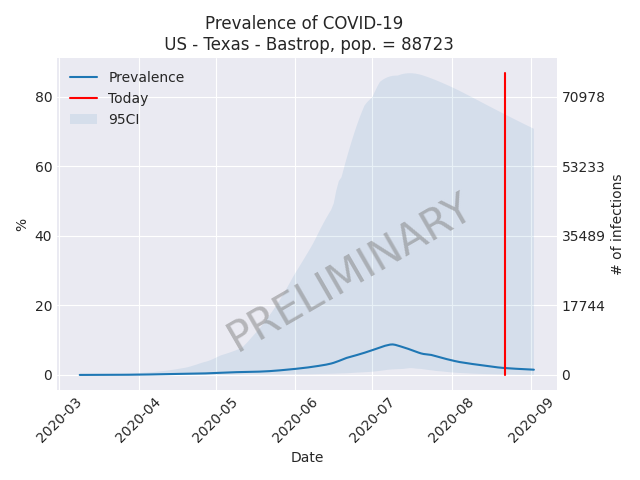 Prevalence of COVID-19
US - Texas - Bastrop, pop. = 88723
Prevalence
Today
95CI
80
60
40
20
0
%
70978
53233
35489
17744
0
# of infections
PRELIMINARY
2020-03
2020-04
2020-05
2020-06
2020-07
2020-08
2020-09
Date